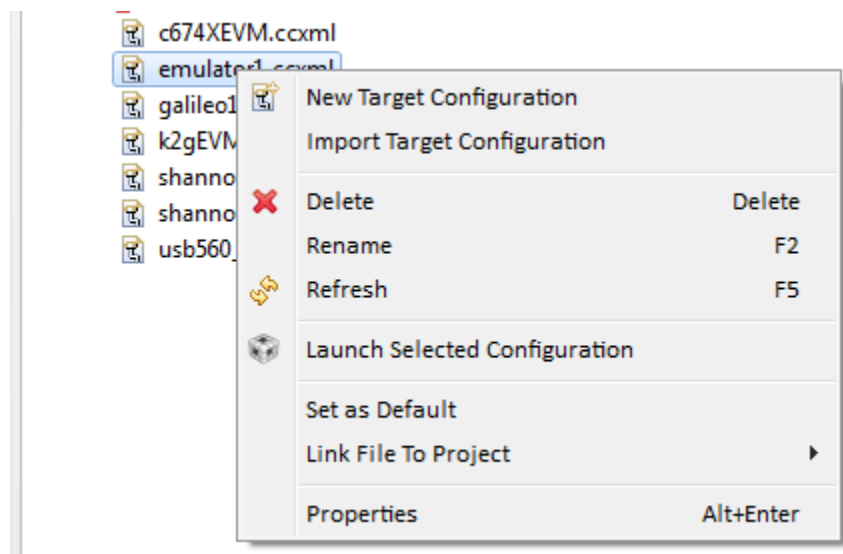 c674XEVM.ccxml
emulator1.ccxml
galileo1
k2gEVM
shanno
shanno
usb560_
New Target Configuration
Import Target Configuration
Delete Delete
Rename F2
Refresh F5
Launch Selected Configuration
Set as Default
Link File To Project
Properties Alt+Enter